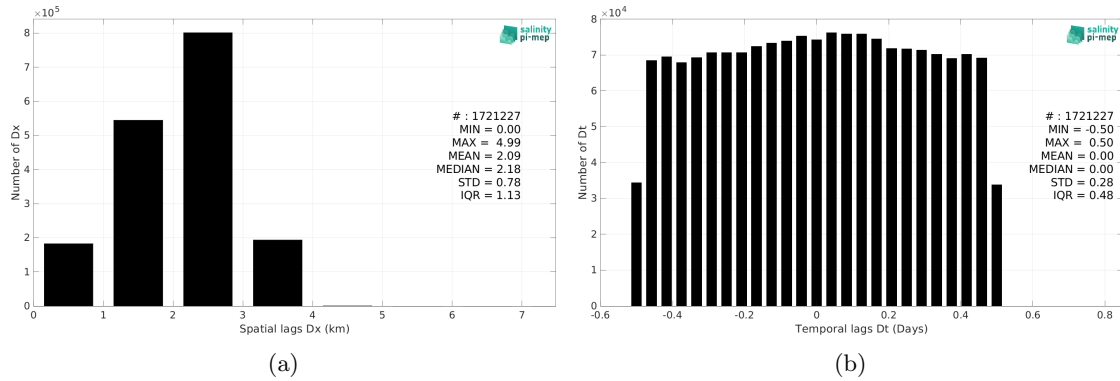 ×10⁵
8
7
6
5
4
3
2
1
0
Number of Dx
0 1 2 3 4 5 6 7
Spatial lags Dx (km)
salinity
pi-mep
# : 1721227
MIN = 0.00
MAX = 4.99
MEAN = 2.09
MEDIAN = 2.18
STD = 0.78
IQR = 1.13
(a)
×10⁴
8
7
6
5
4
3
2
1
0
Number of Dt
-0.6 -0.4 -0.2 0 0.2 0.4 0.6 0.8
Temporal lags Dt (Days)
salinity
pi-mep
# : 1721227
MIN = -0.50
MAX = 0.50
MEAN = 0.00
MEDIAN = 0.00
STD = 0.28
IQR = 0.48
(b)